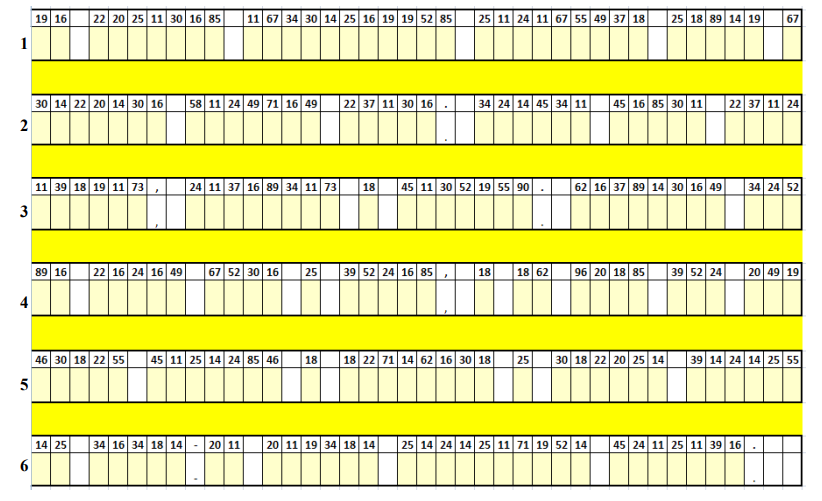 19 16 22 20 25 11 30 16 85 11 67 34 30 14 25 16 19 19 52 85 25 11 24 11 67 55 49 37 18 25 18 89 14 19 67
1
30 14 22 20 14 30 16 58 11 24 49 71 16 49 22 37 11 30 16 . 34 24 14 45 34 11 45 16 85 30 11 22 37 11 24
2
.
11 39 18 19 11 73 , 24 11 37 16 89 34 11 73 18 45 11 30 52 19 55 90 . 62 16 37 89 14 30 16 49 34 24 52
3
, .
89 16 22 16 24 16 49 67 52 30 16 25 39 52 24 16 85 , 18 18 62 96 20 18 85 39 52 24 20 49 19
4
,
46 30 18 22 55 45 11 25 14 24 85 46 18 18 22 71 14 62 16 30 18 25 30 18 22 20 25 14 39 14 24 14 25 55
5
14 25 34 16 34 18 14 - 20 11 20 11 19 34 18 14 25 14 24 14 25 11 71 19 52 14 45 24 11 25 11 39 16 .
6
- .